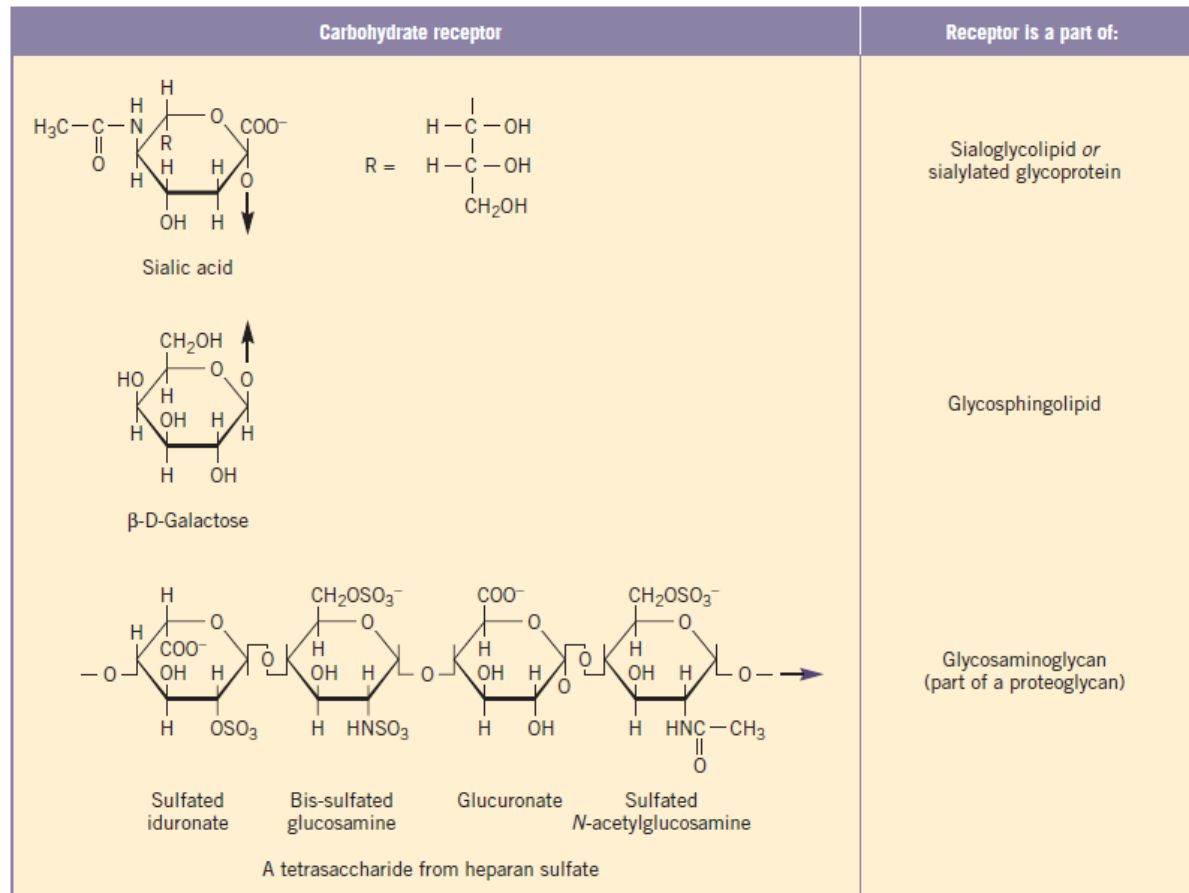 Carbohydrate receptor
Receptor is a part of:
H
H
H₃C—C—N
O
COO⁻
O
R
H
H
H
O
OH
H
R =
H—C—OH
H—C—OH
CH₂OH
Sialic acid
Sialoglycolipid or
sialylated glycoprotein
CH₂OH
HO
O
O
H
OH
H
H
H
H
OH
β-D-Galactose
Glycosphingolipid
H
CH₂OSO₃⁻
COO⁻
CH₂OSO₃⁻
H
O
O
O
O
COO⁻
H
H
H
—O
OH
H
O
OH
H
O
OH
H
O
O
OH
H
O—
H
OSO₃
H
HNSO₃
H
OH
H
HNC—CH₃
O
Sulfated
iduronate
Bis-sulfated
glucosamine
Glucuronate
Sulfated
N-acetylglucosamine
A tetrasaccharide from heparan sulfate
Glycosaminoglycan
(part of a proteoglycan)